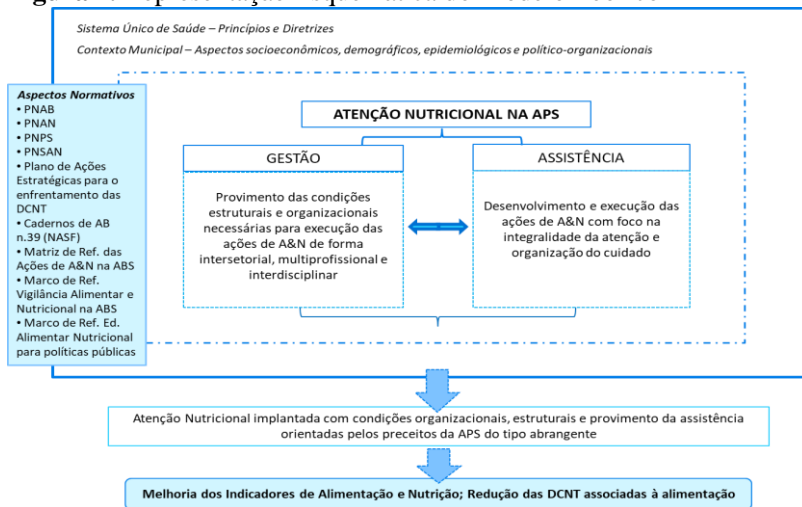 Sistema Único de Saúde – Princípios e Diretrizes
Contexto Municipal – Aspectos socioeconômicos, demográficos, epidemiológicos e político-organizacionais
Aspectos Normativos
• PNAB
• PNAN
• PNPS
• PNSAN
• Plano de Ações
Estratégicas para o
enfrentamento das
DCNT
• Cadernos de AB
n.39 (NASF)
• Matriz de Ref. das
Ações de A&N na ABS
• Marco de Ref.
Vigilância Alimentar e
Nutricional na ABS
• Marco de Ref. Ed.
Alimentar Nutricional
para políticas públicas
ATENÇÃO NUTRICIONAL NA APS
GESTÃO
Provimento das condições
estruturais e organizacionais
necessárias para execução das
ações de A&N de forma
intersetorial, multiprofissional e
interdisciplinar
ASSISTÊNCIA
Desenvolvimento e execução das
ações de A&N com foco na
integralidade da atenção e
organização do cuidado
Atenção Nutricional implantada com condições organizacionais, estruturais e provimento da assistência
orientadas pelos preceitos da APS do tipo abrangente
Melhoria dos Indicadores de Alimentação e Nutrição; Redução das DCNT associadas à alimentação